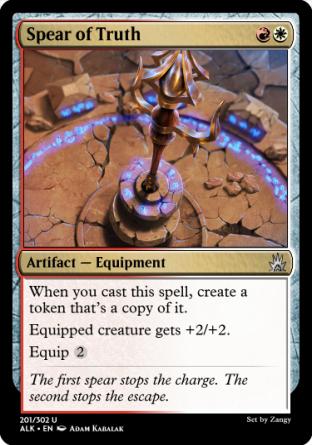 Spear of Truth
Artifact — Equipment
When you cast this spell, create a
token that's a copy of it.
Equipped creature gets +2/+2.
Equip 2
The first spear stops the charge. The
second stops the escape.
201/302 U
ALK • EN Adam Kabalak
Set by Zangy